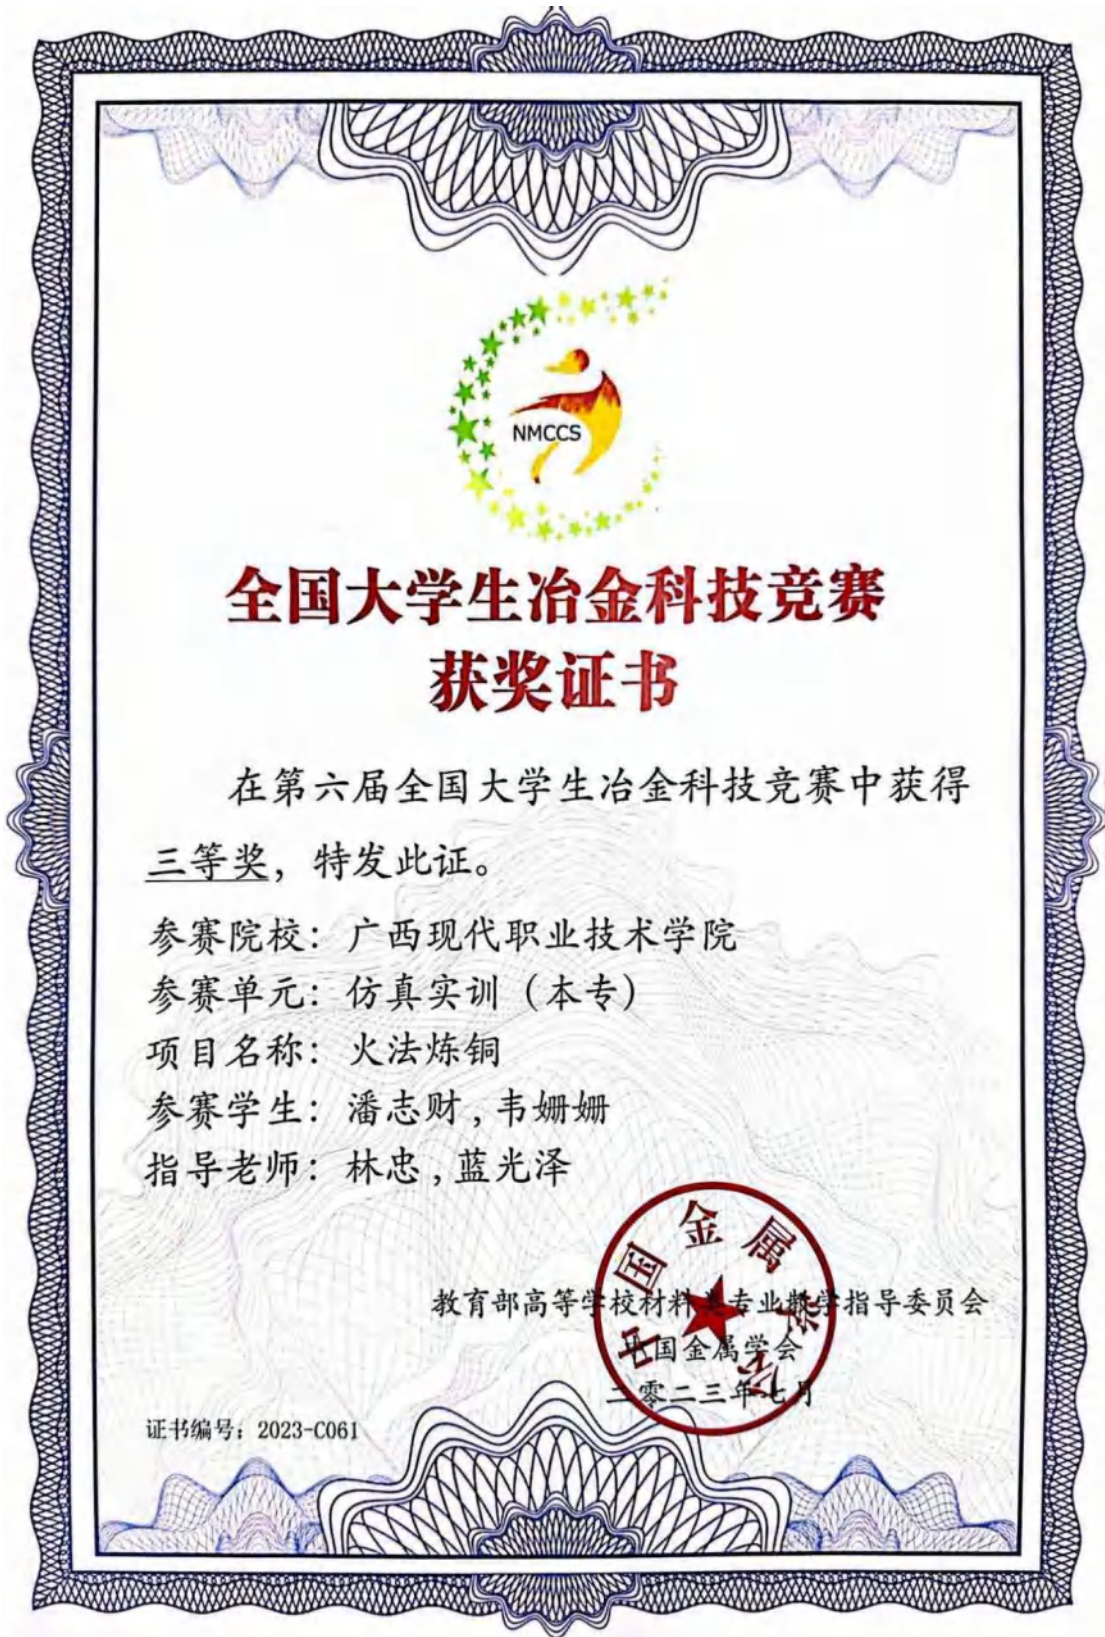 NMCCS
全国大学生冶金科技竞赛
获奖证书
在第六届全国大学生冶金科技竞赛中获得
三等奖，特发此证。
参赛院校：广西现代职业技术学院
参赛单元：仿真实训（本专）
项目名称：火法炼铜
参赛学生：潘志财,韦姗姗
指导老师：林忠,蓝光泽
教育部高等学校材料类专业教学指导委员会
中国金属学会
二零二三年七月
中国金属学会
证书编号：2023-C061